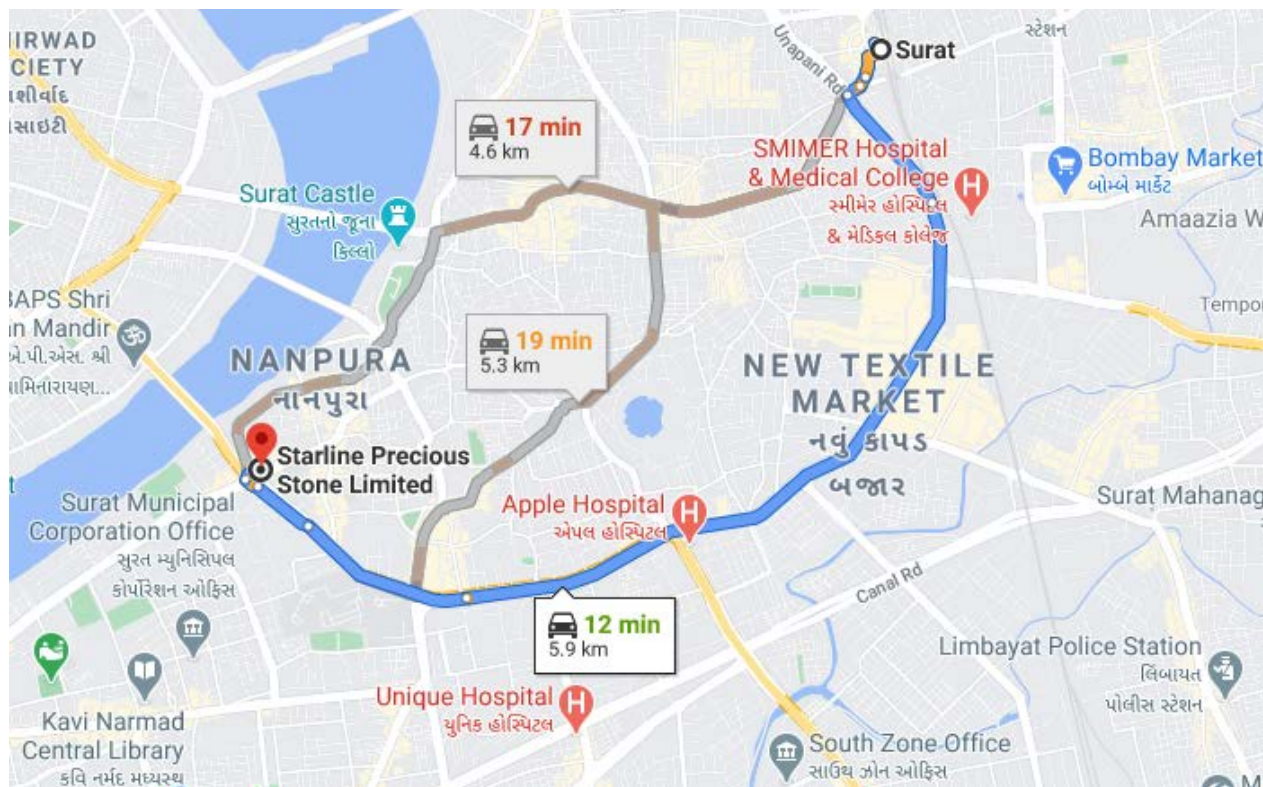 Surat
સ્ટેશન
Unapani Rd
17 min
4.6 km
SMIMER Hospital
& Medical College
સ્મીમેર હોસ્પિટલ
& મેડિકલ કોલેજ
Bombay Market
બોમ્બે માર્કેટ
Amaazia W
Surat Castle
સુરતનો જૂના
કિલ્લો
BAPS Shri
an Mandir
NANPURA
નાનપુરા
19 min
5.3 km
NEW TEXTILE
MARKET
નવું કાપડ
બજાર
Tempor
Starline Precious
Stone Limited
Surat Municipal
Corporation Office
સુરત મ્યુનિસિપલ
કોર્પોરેશન ઓફિસ
Apple Hospital
એપલ હોસ્પિટલ
Surat Mahanag
Canal Rd
12 min
5.9 km
Unique Hospital
યુનિક હોસ્પિટલ
Limbayat Police Station
લિંબાયત
પોલીસ સ્ટેશન
Kavi Narmad
Central Library
કવિ નર્મદ મધ્યસ્થ
South Zone Office
સાઉથ ઝોન ઓફિસ